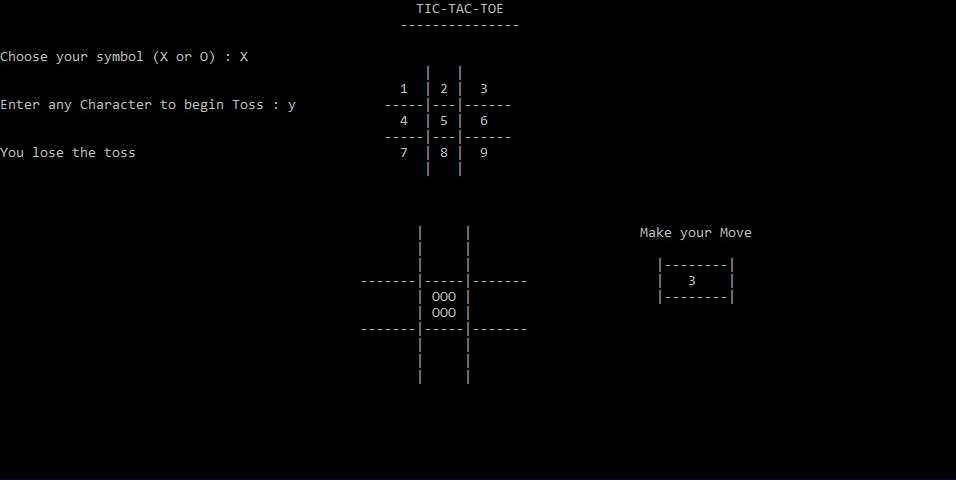 TIC-TAC-TOE
---------------
Choose your symbol (X or O) : X
|   |
1  | 2 |  3
-----|---|------
Enter any Character to begin Toss : y
4  | 5 |  6
-----|---|------
You lose the toss
7  | 8 |  9
|   |
|     |
Make your Move
|     |
|     |
|--------|
-------|-----|-------
|   3    |
| OOO |
|--------|
| OOO |
-------|-----|-------
|     |
|     |
|     |